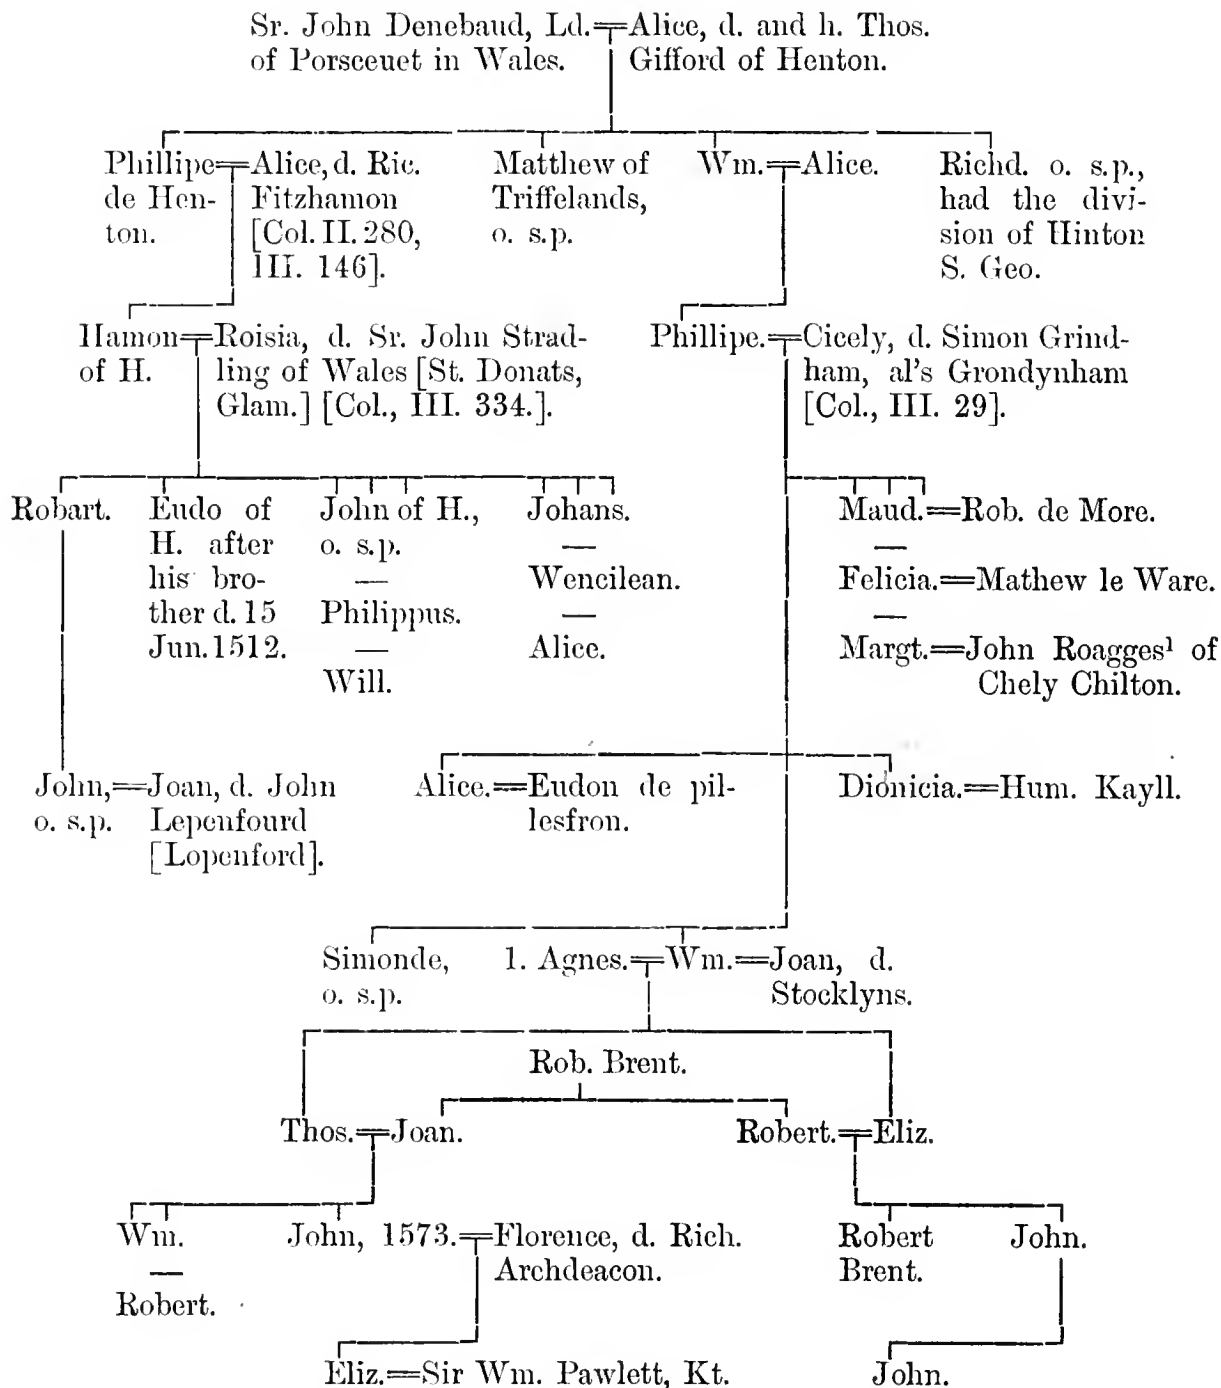 Sr. John Denebaud, Ld.=Alice, d. and h. Thos.
of Porsceuet in Wales. Gifford of Henton.
Phillipe=Alice, d. Ric.
de Hen- Fitzhamon
ton. [Col. II. 280,
III. 146].
Matthew of
Triffelands,
o. s.p.
Wm.=Alice.
Richd. o. s.p.,
had the divi-
sion of Hinton
S. Geo.
Hamon=Roisia, d. Sr. John Strad-
of H. ling of Wales [St. Donats,
Glam.] [Col., III. 334.].
Phillipe.=Cicely, d. Simon Grind-
ham, al's Grondynham
[Col., III. 29].
Robart.
Eudo of
H. after
his bro-
ther d. 15
Jun. 1512.
John of H.,
o. s.p.
—
Philippus.
—
Will.
Johans.
—
Wencilean.
—
Alice.
Maud.=Rob. de More.
—
Felicia.=Mathew le Ware.
—
Margt.=John Roagges¹ of
Chely Chilton.
John,=Joan, d. John
o. s.p. Lepenfourd
[Lopenford].
Alice.=Eudon de pil-
lesfron.
Dionicia.=Hum. Kayll.
Simonde,
o. s.p.
1. Agnes.=Wm.=Joan, d.
Stocklyns.
Rob. Brent.
Thos.=Joan.
Robert.=Eliz.
Wm.
—
Robert.
John, 1573.=Florence, d. Rich.
Archdeacon.
Robert
Brent.
John.
Eliz.=Sir Wm. Pawlett, Kt.
John.